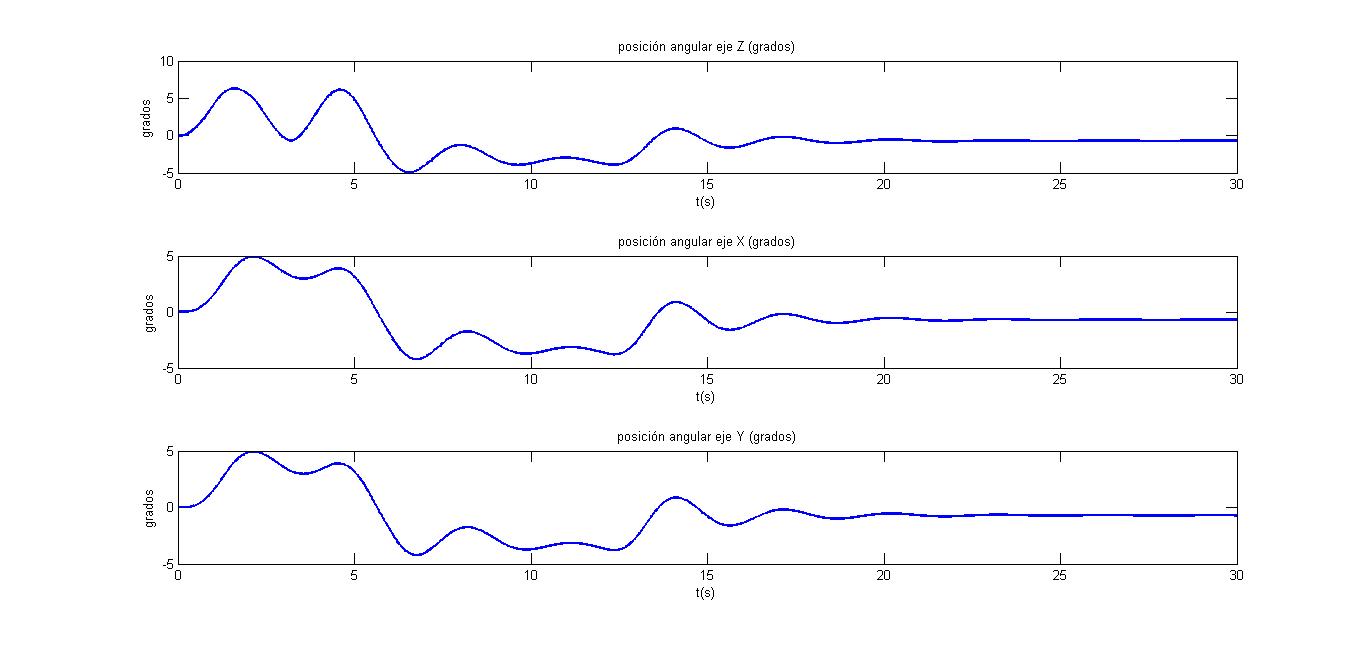 posición angular eje Z (grados)
10
5
0
-5
grados
0 5 10 15 20 25 30
t(s)
posición angular eje X (grados)
5
0
-5
grados
0 5 10 15 20 25 30
t(s)
posición angular eje Y (grados)
5
0
-5
grados
0 5 10 15 20 25 30
t(s)